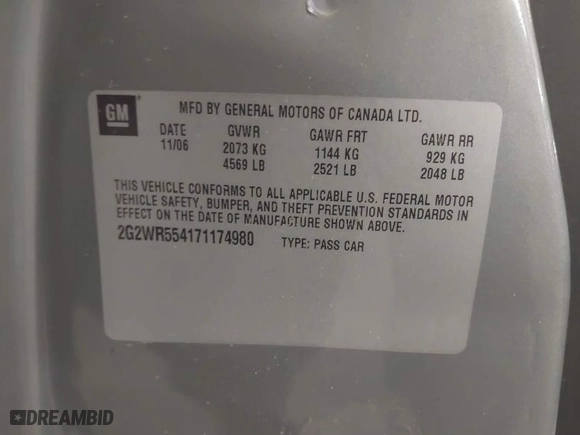 GM
MFD BY GENERAL MOTORS OF CANADA LTD.
DATE GVWR GAWR FRT GAWR RR
11/06 2073 KG 1144 KG 929 KG
4569 LB 2521 LB 2048 LB
THIS VEHICLE CONFORMS TO ALL APPLICABLE U.S. FEDERAL MOTOR
VEHICLE SAFETY, BUMPER, AND THEFT PREVENTION STANDARDS IN
EFFECT ON THE DATE OF MANUFACTURE SHOWN ABOVE.
2G2WR554171174980 TYPE: PASS CAR
DREAMBID